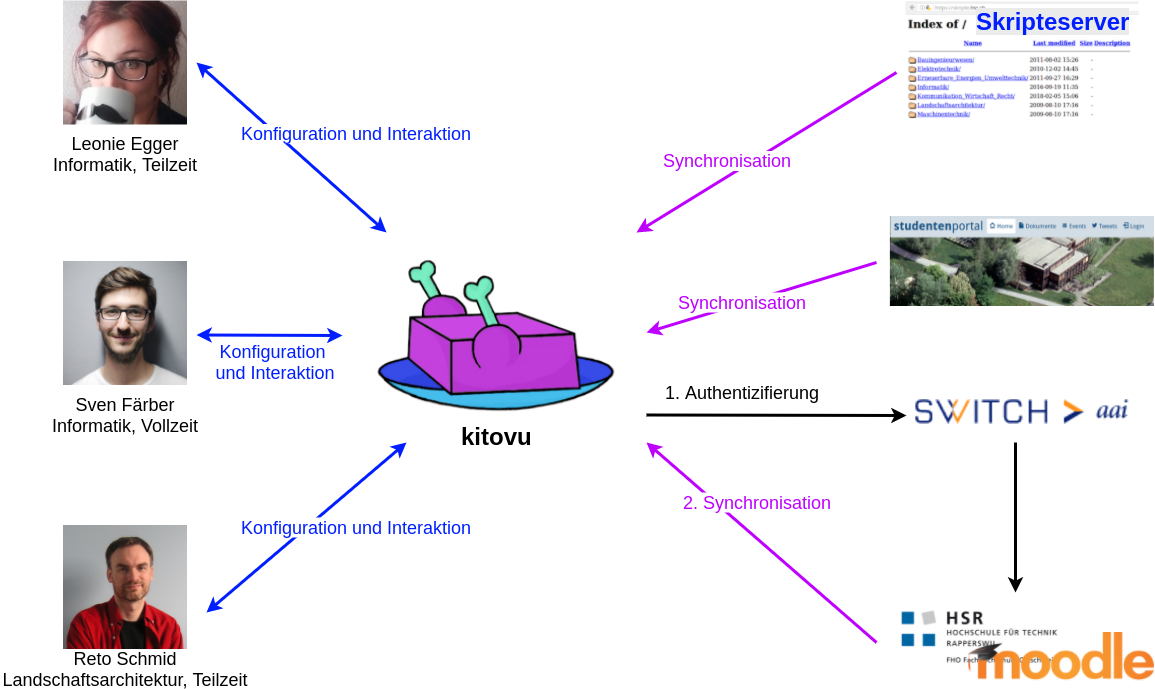 Leonie Egger
Informatik, Teilzeit
Konfiguration und Interaktion
Sven Färber
Informatik, Vollzeit
Konfiguration
und Interaktion
Reto Schmid
Landschaftsarchitektur, Teilzeit
Konfiguration und Interaktion
kitovu
Synchronisation
Synchronisation
1. Authentizifierung
2. Synchronisation
Index of / Skripteserver
Name Last modified Size Description
Bauingenieurwesen/ 2011-08-02 15:26 -
Elektrotechnik/ 2010-12-02 14:45 -
Erneuerbare_Energien_Umwelttechnik/ 2011-09-27 16:29 -
Informatik/ 2016-09-19 11:35 -
Kommunikation_Wirtschaft_Recht/ 2018-02-05 15:06 -
Landschaftsarchitektur/ 2009-08-10 17:16 -
Maschinentechnik/ 2009-08-10 17:16 -
studentenportal Home Dokumente Events Tweets Login
SWITCH aai
HSR
HOCHSCHULE FÜR TECHNIK
RAPPERSWIL
FHO
moodle